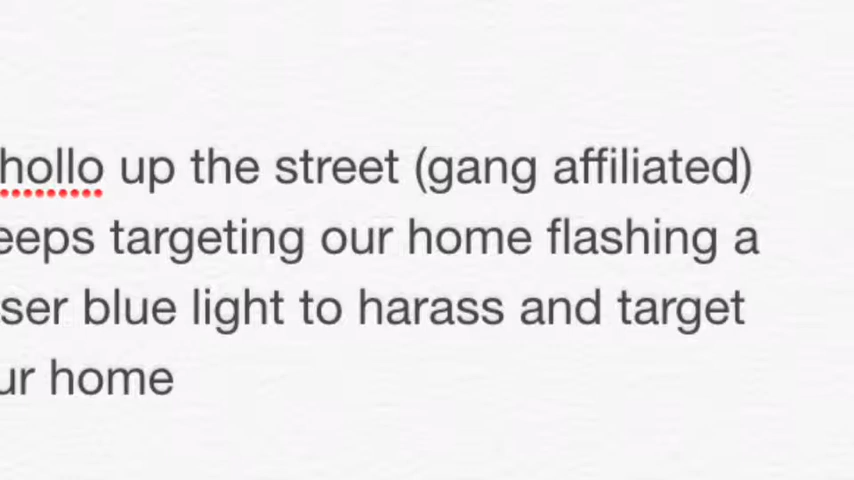 hollo up the street (gang affiliated)
eeps targeting our home flashing a
ser blue light to harass and target
ur home